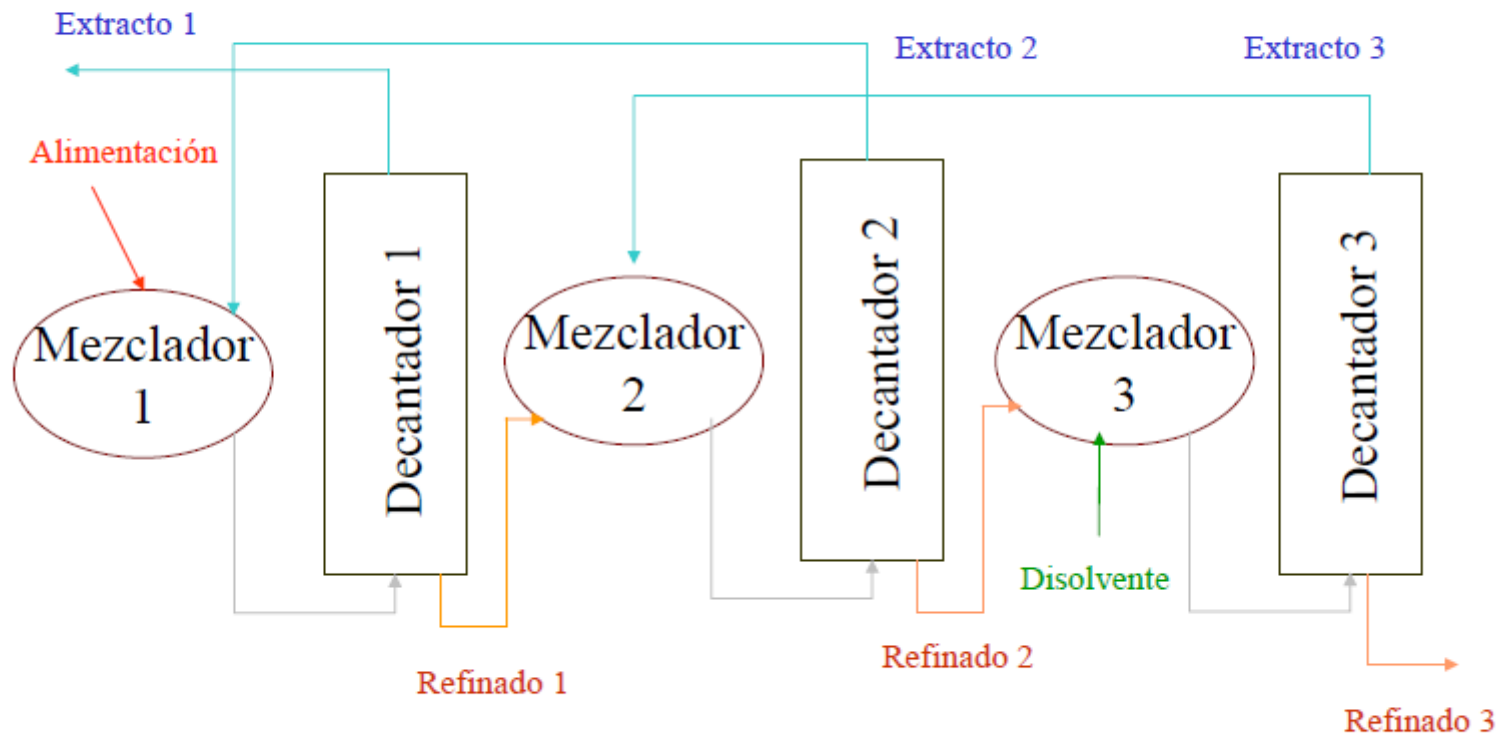 Extracto 1
Extracto 2
Extracto 3
Alimentación
Mezclador
1
Decantador 1
Mezclador
2
Decantador 2
Mezclador
3
Decantador 3
Disolvente
Refinado 1
Refinado 2
Refinado 3